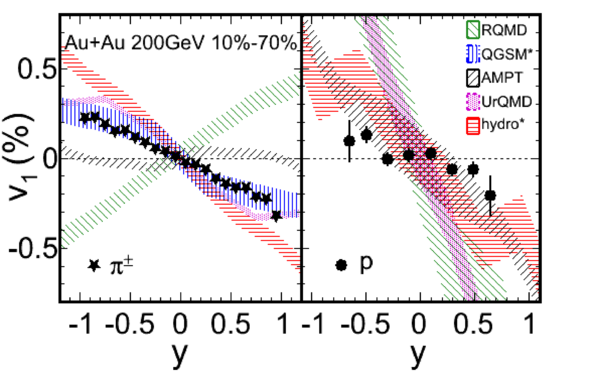 Au+Au 200GeV 10%-70%
RQMD
QGSM*
AMPT
UrQMD
hydro*
v₁ (%)
0.5
0
-0.5
π±
p
-1 -0.5 0 0.5 1
-1 -0.5 0 0.5 1
y
y